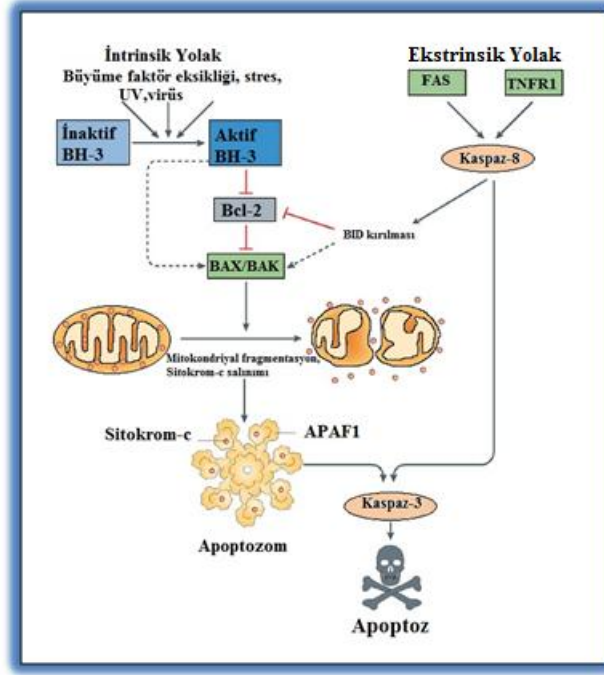 İntrinsik Yolak
Büyüme faktör eksikliği, stres,
UV,virüs
Ekstrinsik Yolak
FAS
TNFR1
İnaktif
BH-3
Aktif
BH-3
Kaspaz-8
Bcl-2
BID kırılması
BAX/BAK
Mitokondriyal fragmentasyon,
Sitokrom-c salınımı
Sitokrom-c
APAF1
Kaspaz-3
Apoptozom
Apoptoz